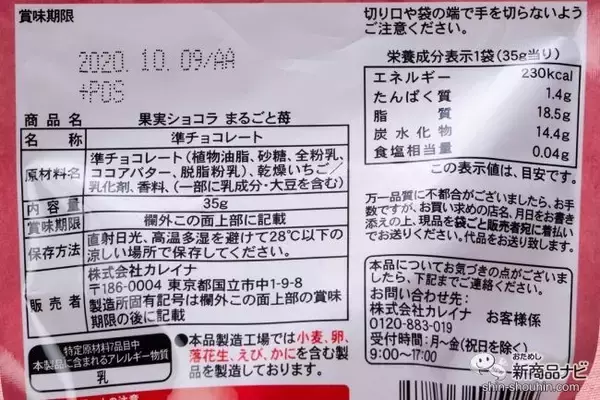 賞味期限
2020.10.09/AA
+P05
商品名 果実ショコラ まるごと苺
名称 準チョコレート
原材料名 準チョコレート(植物油脂、砂糖、全粉乳、
ココアバター、脱脂粉乳)、乾燥いちご/
乳化剤、香料、(一部に乳成分・大豆を含む)
内容量 35g
賞味期限 欄外この面上部に記載
保存方法 直射日光、高温多湿を避けて28℃以下の
涼しい場所で保存してください。
販売者 株式会社カレイナ
〒186-0004 東京都国立市中1-9-8
製造所固有記号は欄外この面上部の賞味
期限の後に記載
特定原材料7品目中
本製品に含まれるアレルギー物質
乳
●本品製造工場では小麦、卵、
落花生、えび、かにを含む製
品を製造しております。
切り口や袋の端で手を切らないよう
ご注意ください。
栄養成分表示1袋(35g当り)
エネルギー 230kcal
たんぱく質 1.4g
脂質 18.5g
炭水化物 14.4g
食塩相当量 0.04g
この表示値は、目安です。
万一品質に不都合がございましたら、お手
数ですが、お買い求めの店名、月日をお書き
添えの上、現品を袋ごと販売者宛に着払い
でお送りください。代品をお送り致します。
本品についてお気づきの点がございま
したら、下記までご連絡ください。
お問い合わせ先:
株式会社カレイナ お客様係
0120-883-019
受付時間:月~金(祝日を除く)
9:00~17:00
おためし
新商品ナビ
shin-shouhin.com